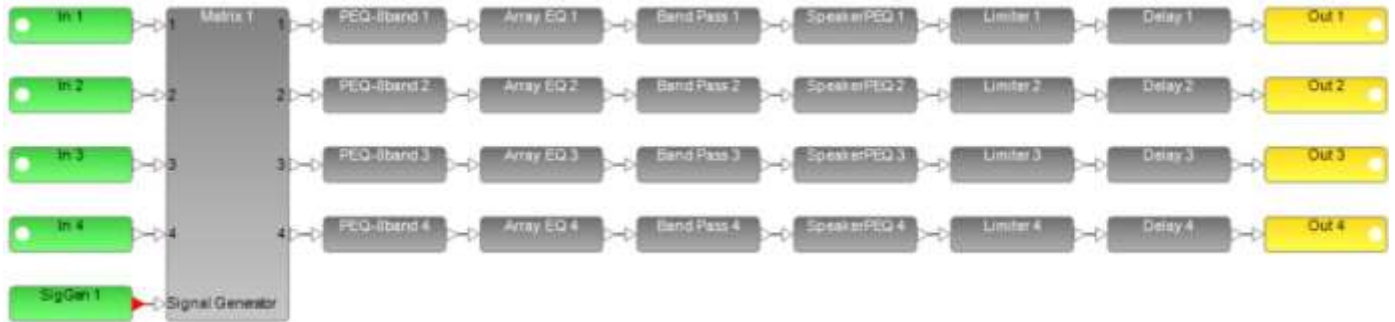 In 1 1 Matrix 1 1 PEQ-8band 1 Array EQ 1 Band Pass 1 SpeakerPEQ 1 Limiter 1 Delay 1 Out 1
In 2 2 2 PEQ-8band 2 Array EQ 2 Band Pass 2 SpeakerPEQ 2 Limiter 2 Delay 2 Out 2
In 3 3 3 PEQ-8band 3 Array EQ 3 Band Pass 3 SpeakerPEQ 3 Limiter 3 Delay 3 Out 3
In 4 4 4 PEQ-8band 4 Array EQ 4 Band Pass 4 SpeakerPEQ 4 Limiter 4 Delay 4 Out 4
SigGen 1 Signal Generator